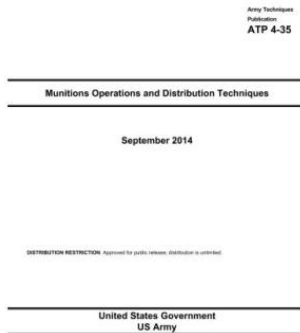 Army Techniques
Publication
ATP 4-35
Munitions Operations and Distribution Techniques
September 2014
DISTRIBUTION RESTRICTION: Approved for public release; distribution is unlimited.
United States Government
US Army